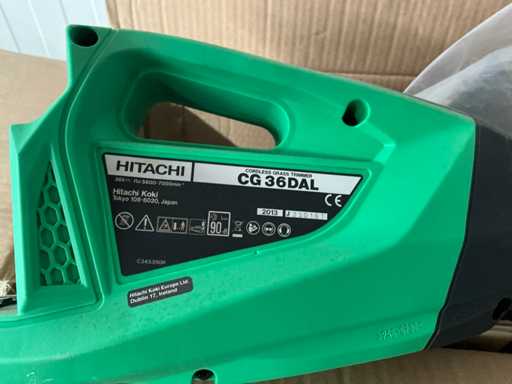 HITACHI
CORDLESS GRASS TRIMMER
CG 36DAL
Hitachi Koki
Tokyo 108-6020, Japan
CE
2013
90
Hitachi Koki Europe Ltd.
Dublin 17, Ireland